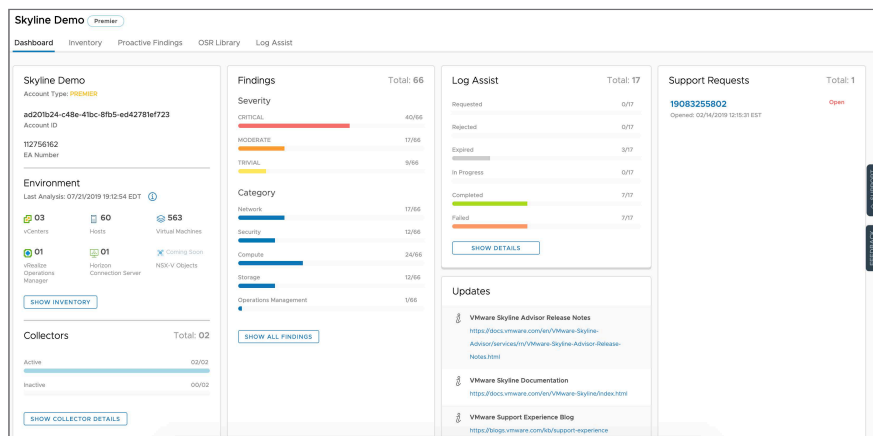 Skyline Demo Premier
Dashboard Inventory Proactive Findings OSR Library Log Assist
Skyline Demo
Account Type: PREMIER
ad201b24-c48e-41bc-8fb5-ed42781ef723
Account ID
112756162
EA Number
Environment
Last Analysis: 07/21/2019 19:12:54 EDT
03
vCenters
60
Hosts
563
Virtual Machines
01
vRealize
Operations
Manager
01
Horizon
Connection Server
Coming Soon
NSX-V Objects
SHOW INVENTORY
Collectors Total: 02
Active 02/02
Inactive 00/02
SHOW COLLECTOR DETAILS
Findings Total: 66
Severity
CRITICAL 40/66
MODERATE 17/66
TRIVIAL 9/66
Category
Network 17/66
Security 12/66
Compute 24/66
Storage 12/66
Operations Management 1/66
SHOW ALL FINDINGS
Log Assist Total: 17
Requested 0/17
Rejected 0/17
Expired 3/17
In Progress 0/17
Completed 7/17
Failed 7/17
SHOW DETAILS
Updates
VMware Skyline Advisor Release Notes
https://docs.vmware.com/en/VMware-Skyline-
Advisor/services/rn/VMware-Skyline-Advisor-Release-
Notes.html
VMware Skyline Documentation
https://docs.vmware.com/en/VMware-Skyline/index.html
VMware Support Experience Blog
https://blogs.vmware.com/kb/support-experience
Support Requests Total: 1
19083255802 Open
Opened: 02/14/2019 12:15:31 EST
FEEDBACK